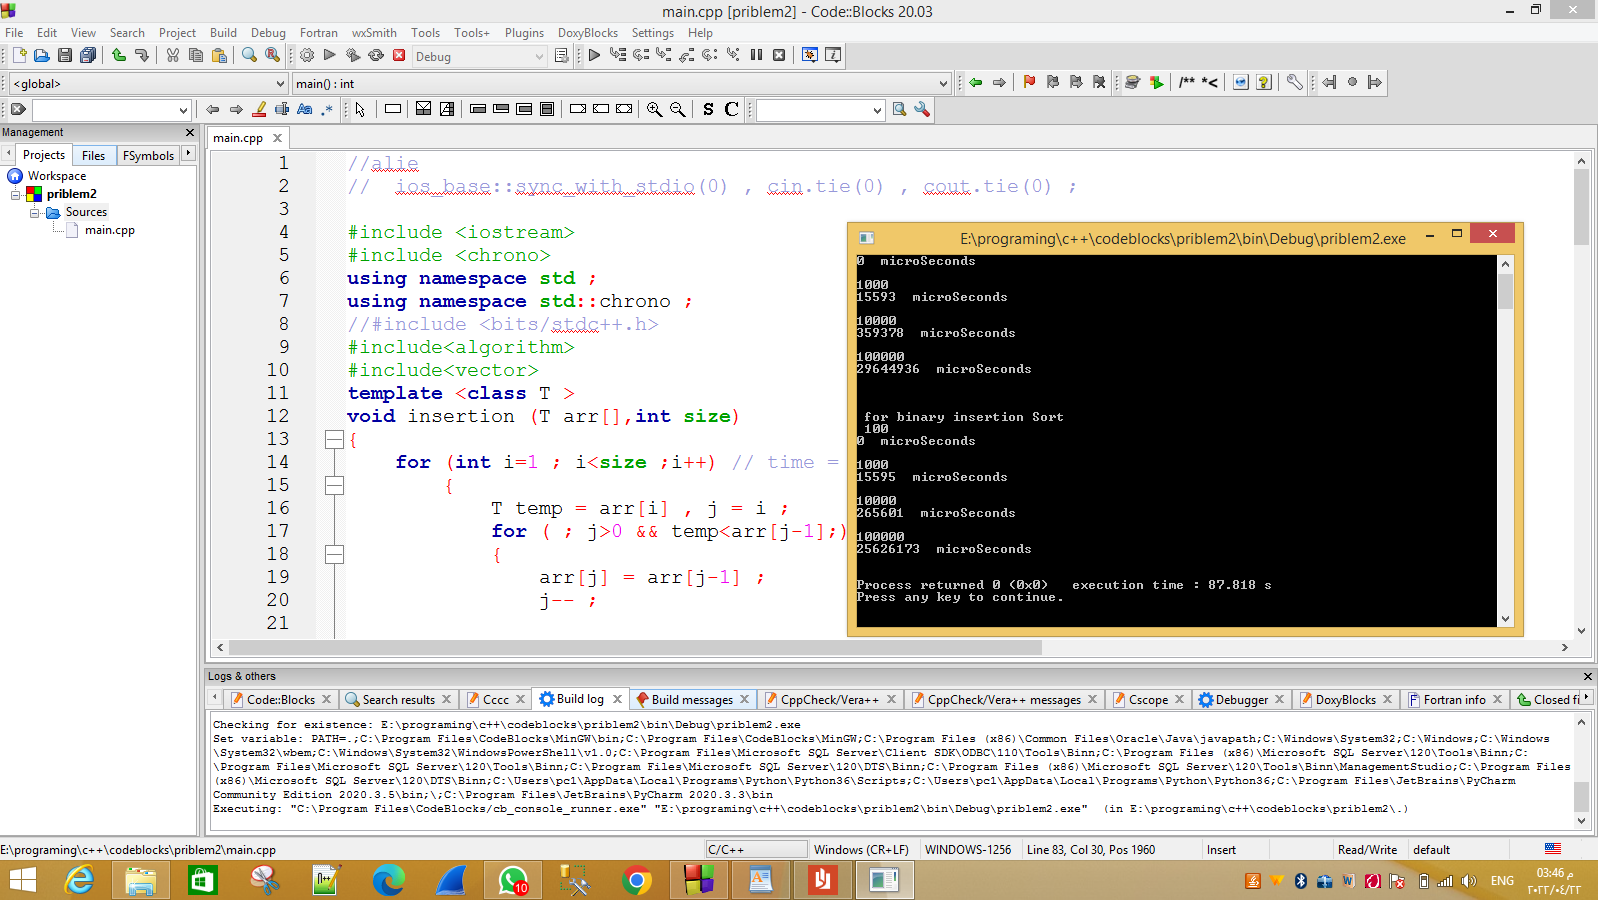 main.cpp [priblem2] - Code::Blocks 20.03
File Edit View Search Project Build Debug Fortran wxSmith Tools Tools+ Plugins DoxyBlocks Settings Help
Debug
<global>
main() : int
/** *<
Aa .*
S C
Management
Projects Files FSymbols
Workspace
priblem2
Sources
main.cpp
main.cpp
1 //alie
2 // ios_base::sync_with_stdio(0) , cin.tie(0) , cout.tie(0) ;
3
4 #include <iostream>
5 #include <chrono>
6 using namespace std ;
7 using namespace std::chrono ;
8 //#include <bits/stdc++.h>
9 #include<algorithm>
10 #include<vector>
11 template <class T >
12 void insertion (T arr[],int size)
13 {
14 for (int i=1 ; i<size ;i++) // time =
15 {
16 T temp = arr[i] , j = i ;
17 for ( ; j>0 && temp<arr[j-1];)
18 {
19 arr[j] = arr[j-1] ;
20 j-- ;
21
E:\programing\c++\codeblocks\priblem2\bin\Debug\priblem2.exe
0 microSeconds
1000
15593 microSeconds
10000
359378 microSeconds
100000
29644936 microSeconds
for binary insertion Sort
100
0 microSeconds
1000
15595 microSeconds
10000
265601 microSeconds
100000
25626173 microSeconds
Process returned 0 (0x0) execution time : 87.818 s
Press any key to continue.
Logs & others
Code::Blocks Search results Cccc Build log Build messages CppCheck/Vera++ CppCheck/Vera++ messages Cscope Debugger DoxyBlocks Fortran info Closed fi
Checking for existence: E:\programing\c++\codeblocks\priblem2\bin\Debug\priblem2.exe
Set variable: PATH=.;C:\Program Files\CodeBlocks\MinGW\bin;C:\Program Files\CodeBlocks\MinGW;C:\Program Files (x86)\Common Files\Oracle\Java\javapath;C:\Windows\System32;C:\Windows;C:\Windows
\System32\wbem;C:\Windows\System32\WindowsPowerShell\v1.0;C:\Program Files\Microsoft SQL Server\Client SDK\ODBC\110\Tools\Binn;C:\Program Files (x86)\Microsoft SQL Server\120\Tools\Binn;C:
\Program Files\Microsoft SQL Server\120\Tools\Binn;C:\Program Files\Microsoft SQL Server\120\DTS\Binn;C:\Program Files (x86)\Microsoft SQL Server\120\Tools\Binn\ManagementStudio;C:\Program Files
(x86)\Microsoft SQL Server\120\DTS\Binn;C:\Users\pc1\AppData\Local\Programs\Python\Python36\Scripts;C:\Users\pc1\AppData\Local\Programs\Python\Python36;C:\Program Files\JetBrains\PyCharm
Community Edition 2020.3.5\bin;\;C:\Program Files\JetBrains\PyCharm 2020.3.3\bin
Executing: "C:\Program Files\CodeBlocks/cb_console_runner.exe" "E:\programing\c++\codeblocks\priblem2\bin\Debug\priblem2.exe" (in E:\programing\c++\codeblocks\priblem2\.)
E:\programing\c++\codeblocks\priblem2\main.cpp C/C++ Windows (CR+LF) WINDOWS-1256 Line 83, Col 30, Pos 1960 Insert Read/Write default
10
ENG
03:46 م
٢٠٢٢/٠٤/٢٢